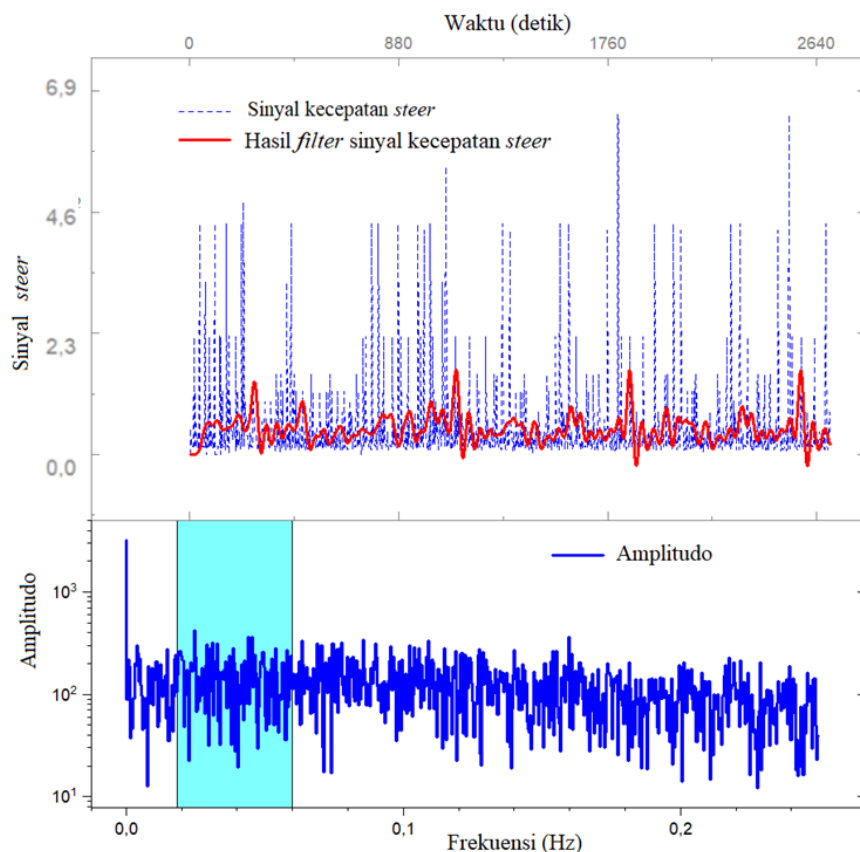 Waktu (detik)
0 880 1760 2640
6,9
4,6
2,3
0,0
Sinyal steer
Sinyal kecepatan steer
Hasil filter sinyal kecepatan steer
Amplitudo
10³
10²
10¹
Amplitudo
0,0 0,1 0,2
Frekuensi (Hz)